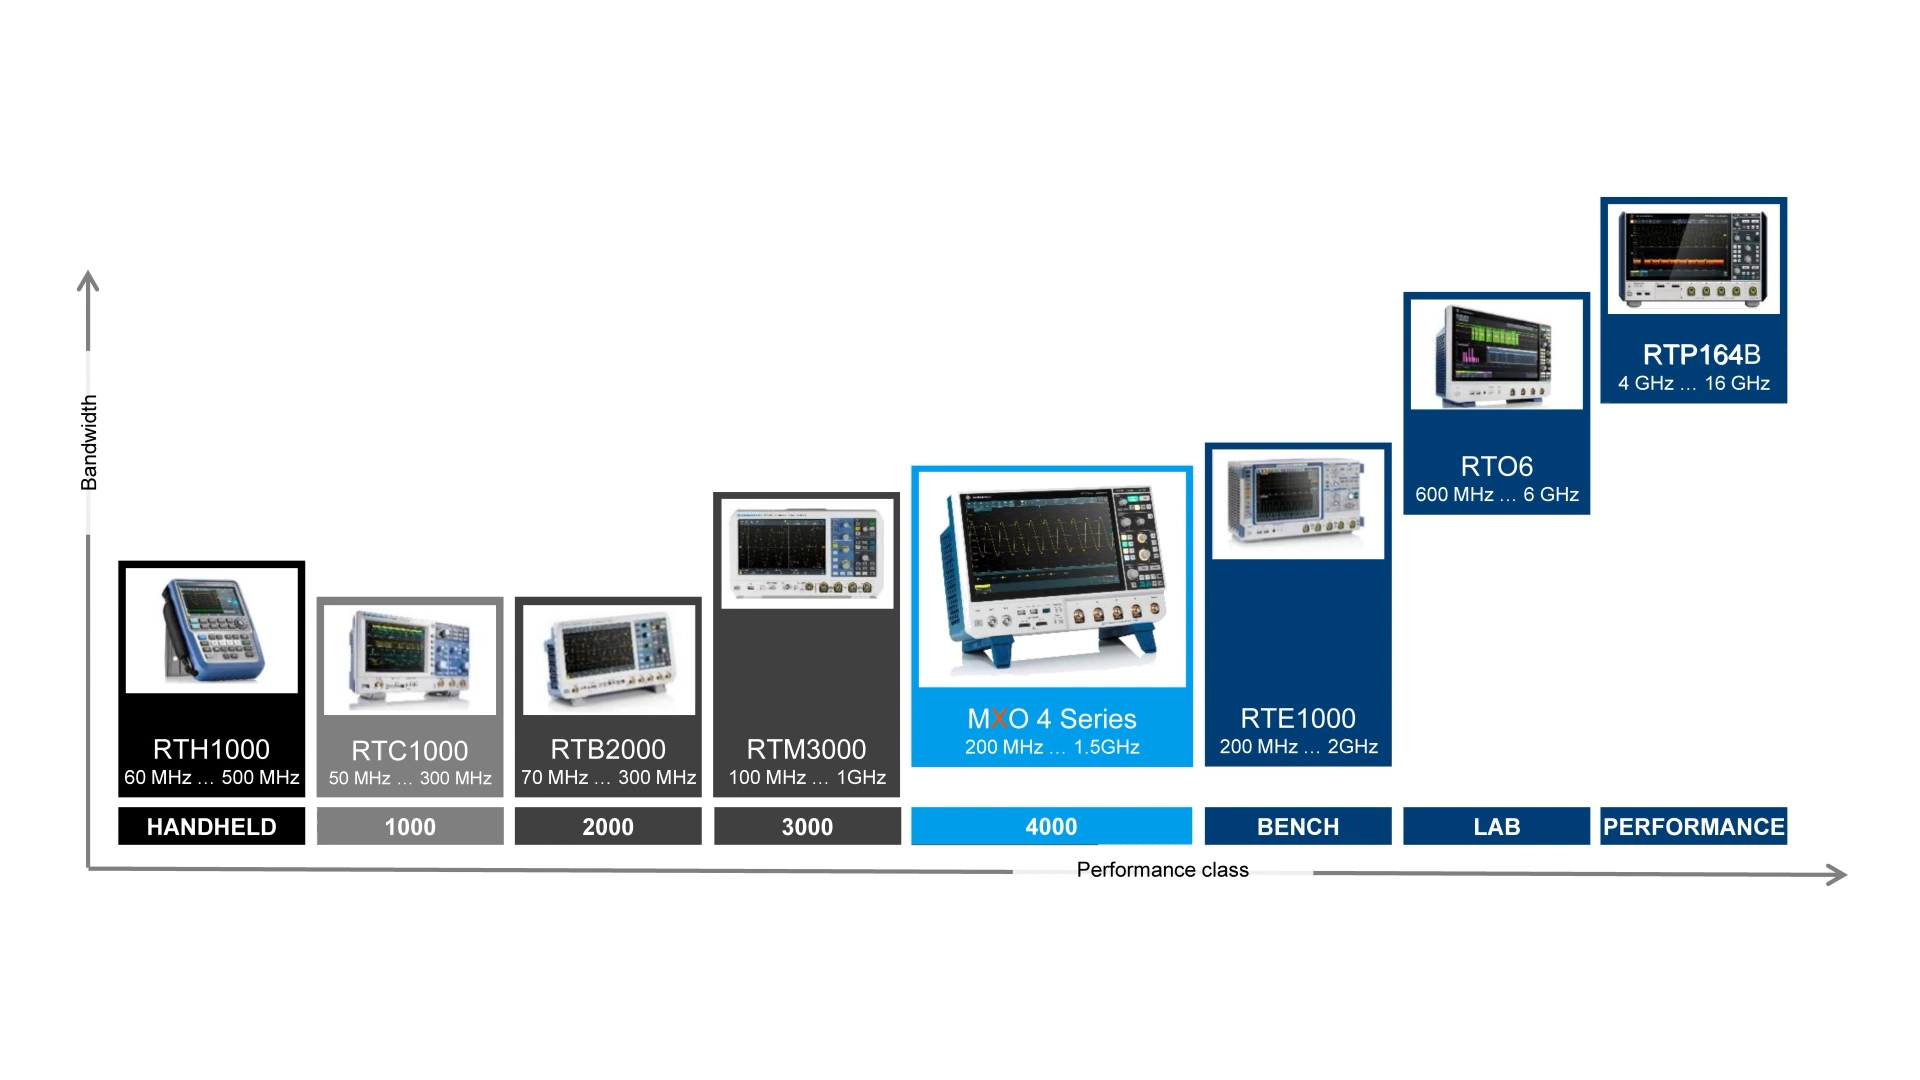 Bandwidth
RTH1000
60 MHz … 500 MHz
HANDHELD
RTC1000
50 MHz … 300 MHz
1000
RTB2000
70 MHz … 300 MHz
2000
RTM3000
100 MHz … 1GHz
3000
MXO 4 Series
200 MHz … 1.5GHz
4000
RTE1000
200 MHz … 2GHz
BENCH
RTO6
600 MHz … 6 GHz
LAB
RTP164B
4 GHz … 16 GHz
PERFORMANCE
Performance class